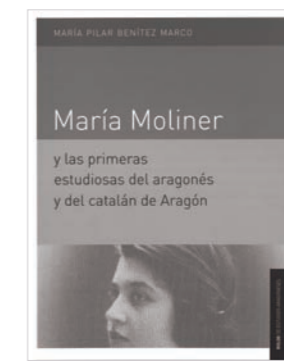 MARÍA PILAR BENÍTEZ MARCO
María Moliner
y las primeras
estudiosas del aragonés
y del catalán de Aragón